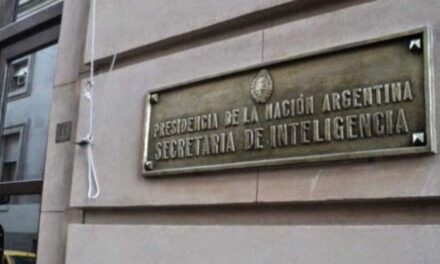 PRESIDENCIA DE LA NACIÓN ARGENTINA
SECRETARIA DE INTELIGENCIA